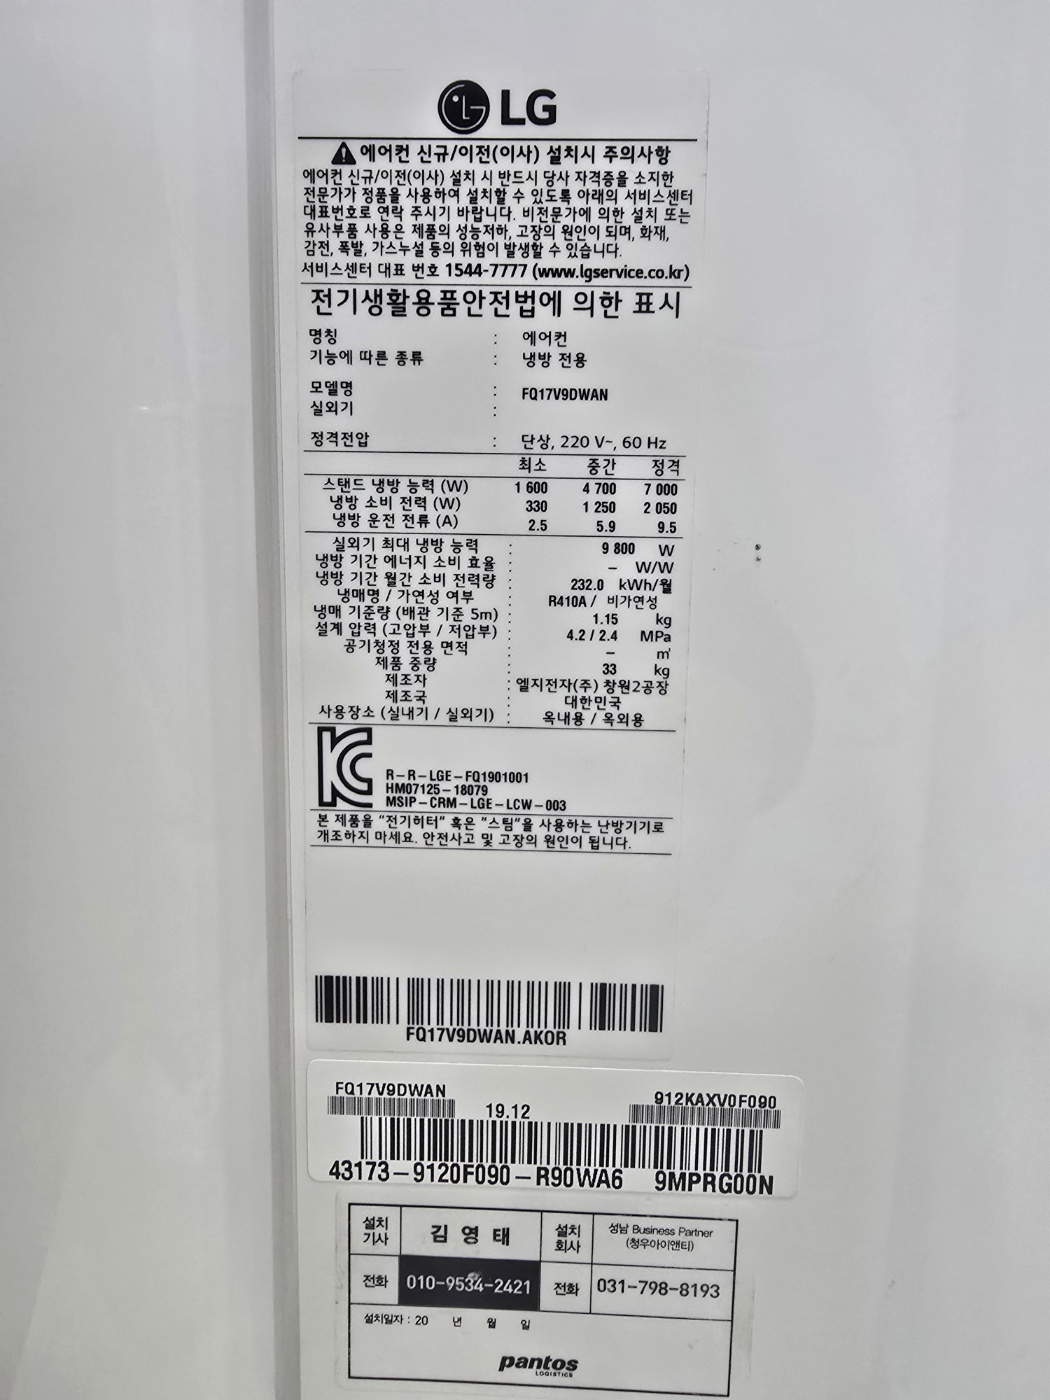 LG
에어컨 신규/이전(이사) 설치시 주의사항
에어컨 신규/이전(이사) 설치 시 반드시 당사 자격증을 소지한
전문가가 정품을 사용하여 설치할 수 있도록 아래의 서비스센터
대표번호로 연락 주시기 바랍니다. 비전문가에 의한 설치 또는
유사부품 사용은 제품의 성능저하, 고장의 원인이 되며, 화재,
감전, 폭발, 가스누설 등의 위험이 발생할 수 있습니다.
서비스센터 대표 번호 1544-7777 (www.lgservice.co.kr)
전기생활용품안전법에 의한 표시
명칭 : 에어컨
기능에 따른 종류 : 냉방 전용
모델명 : FQ17V9DWAN
실외기 :
정격전압 : 단상, 220 V~, 60 Hz
최소 중간 정격
스탠드 냉방 능력 (W) 1 600 4 700 7 000
냉방 소비 전력 (W) 330 1 250 2 050
냉방 운전 전류 (A) 2.5 5.9 9.5
실외기 최대 냉방 능력 : 9 800 W
냉방 기간 에너지 소비 효율 : – W/W
냉방 기간 월간 소비 전력량 : 232.0 kWh/월
냉매명 / 가연성 여부 : R410A / 비가연성
냉매 기준량 (배관 기준 5m) : 1.15 kg
설계 압력 (고압부 / 저압부) : 4.2 / 2.4 MPa
공기청정 전용 면적 : – ㎡
제품 중량 : 33 kg
제조자 : 엘지전자(주) 창원2공장
제조국 : 대한민국
사용장소 (실내기 / 실외기) : 옥내용 / 옥외용
R-R-LGE-FQ1901001
HM07125-18079
MSIP-CRM-LGE-LCW-003
본 제품을 "전기히터" 혹은 "스팀"을 사용하는 난방기기로
개조하지 마세요. 안전사고 및 고장의 원인이 됩니다.
FQ17V9DWAN.AKOR
FQ17V9DWAN 19.12 912KAXV0F090
43173-9120F090-R90WA6 9MPRG00N
설치기사 김영태 설치회사 성남 Business Partner
(청우아이앤티)
전화 010-9534-2421 전화 031-798-8193
설치일자 : 20 년 월 일
pantos
LOGISTICS